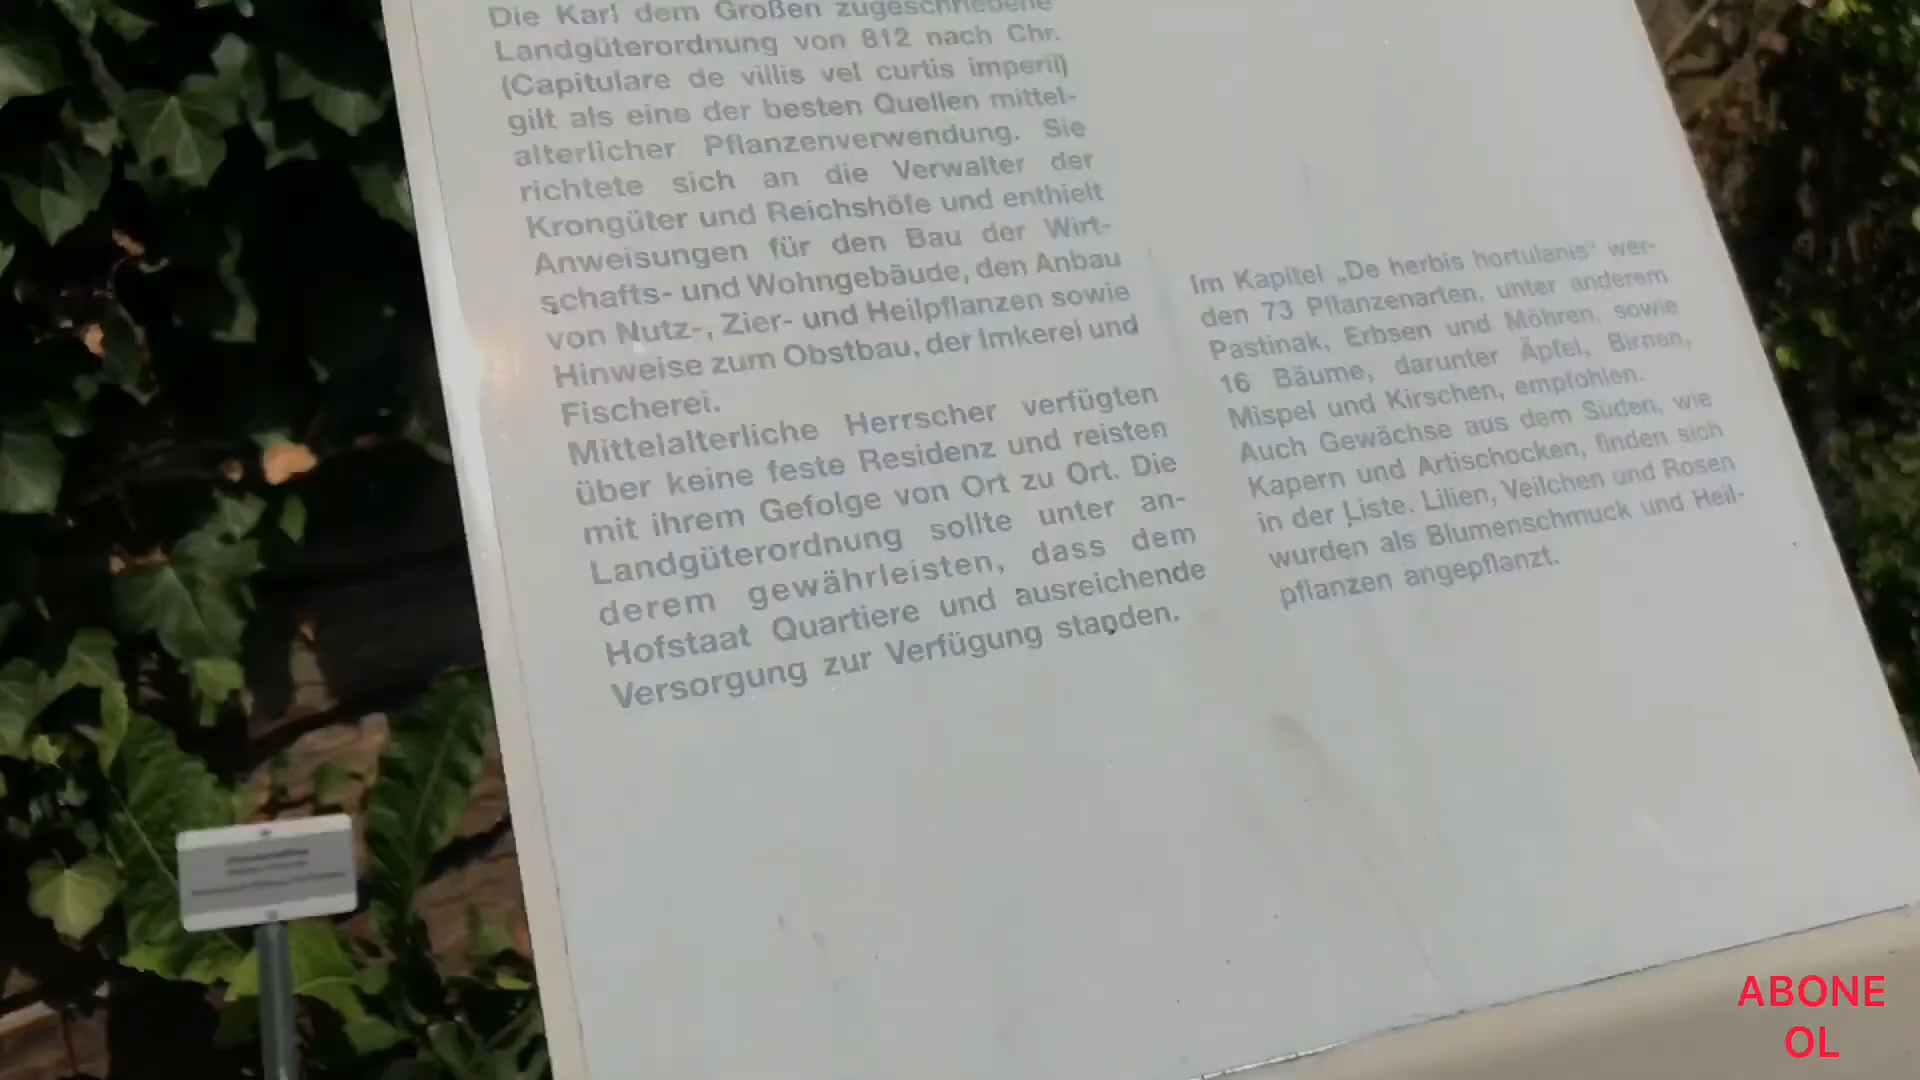 Die Karl dem Großen zugeschriebene
Landgüterordnung von 812 nach Chr.
(Capitulare de villis vel curtis imperii)
gilt als eine der besten Quellen mittel-
alterlicher Pflanzenverwendung. Sie
richtete sich an die Verwalter der
Krongüter und Reichshöfe und enthielt
Anweisungen für den Bau der Wirt-
schafts- und Wohngebäude, den Anbau
von Nutz-, Zier- und Heilpflanzen sowie
Hinweise zum Obstbau, der Imkerei und
Fischerei.
Mittelalterliche Herrscher verfügten
über keine feste Residenz und reisten
mit ihrem Gefolge von Ort zu Ort. Die
Landgüterordnung sollte unter an-
derem gewährleisten, dass dem
Hofstaat Quartiere und ausreichende
Versorgung zur Verfügung standen.
Im Kapitel „De herbis hortulanis" wer-
den 73 Pflanzenarten, unter anderem
Pastinak, Erbsen und Möhren, sowie
16 Bäume, darunter Äpfel, Birnen,
Mispel und Kirschen, empfohlen.
Auch Gewächse aus dem Süden, wie
Kapern und Artischocken, finden sich
in der Liste. Lilien, Veilchen und Rosen
wurden als Blumenschmuck und Heil-
pflanzen angepflanzt.
ABONE
OL